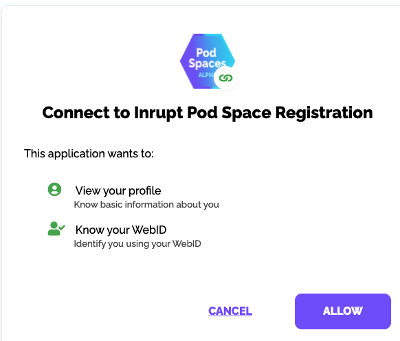 Pod
Spaces
ALPHA
Connect to Inrupt Pod Space Registration
This application wants to:
View your profile
Know basic information about you
Know your WebID
Identify you using your WebID
CANCEL
ALLOW